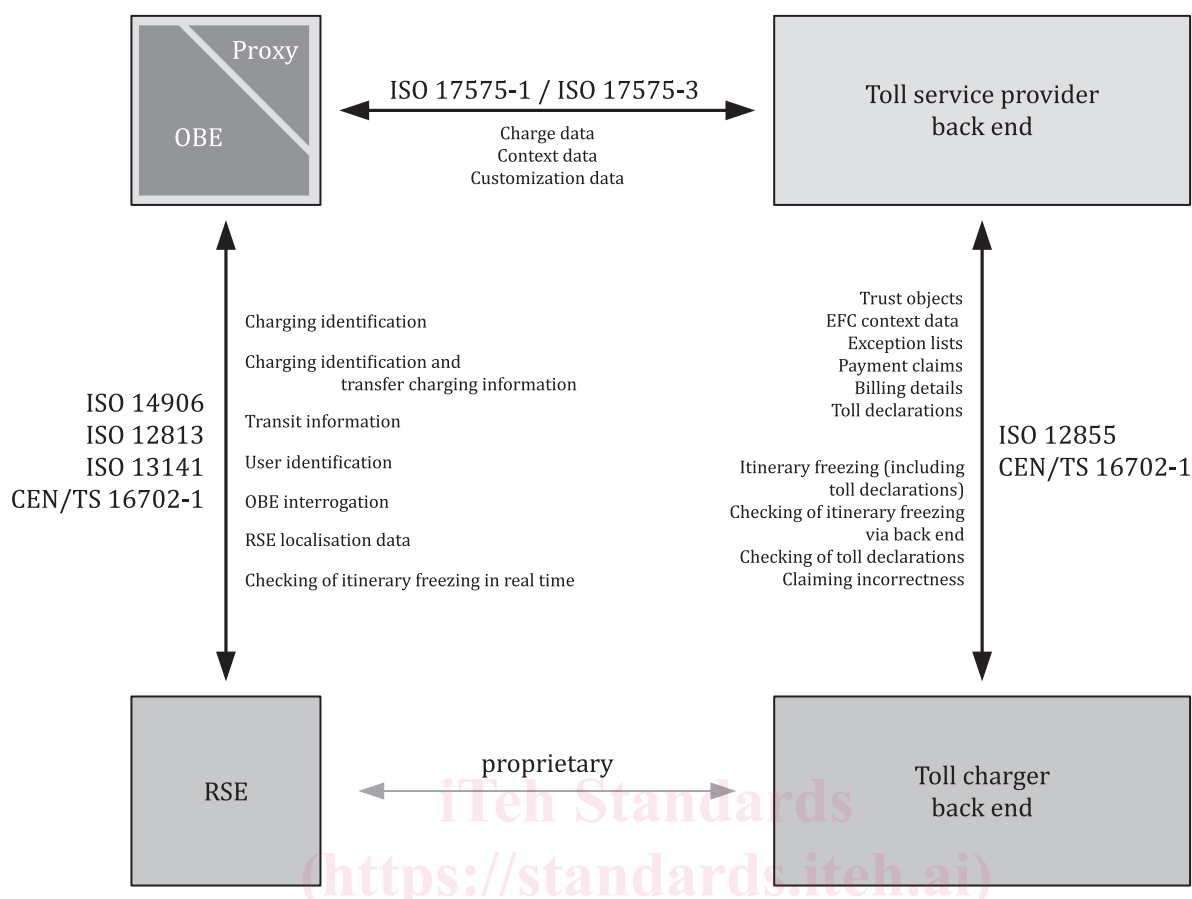 Proxy
OBE
ISO 17575-1 / ISO 17575-3
Charge data
Context data
Customization data
Toll service provider
back end
ISO 14906
ISO 12813
ISO 13141
CEN/TS 16702-1
Charging identification
Charging identification and
transfer charging information
Transit information
User identification
OBE interrogation
RSE localisation data
Checking of itinerary freezing in real time
Trust objects
EFC context data
Exception lists
Payment claims
Billing details
Toll declarations
Itinerary freezing (including
toll declarations)
Checking of itinerary freezing
via back end
Checking of toll declarations
Claiming incorrectness
ISO 12855
CEN/TS 16702-1
RSE
proprietary
Toll charger
back end
iTeh Standards
(https://standards.iteh.ai)